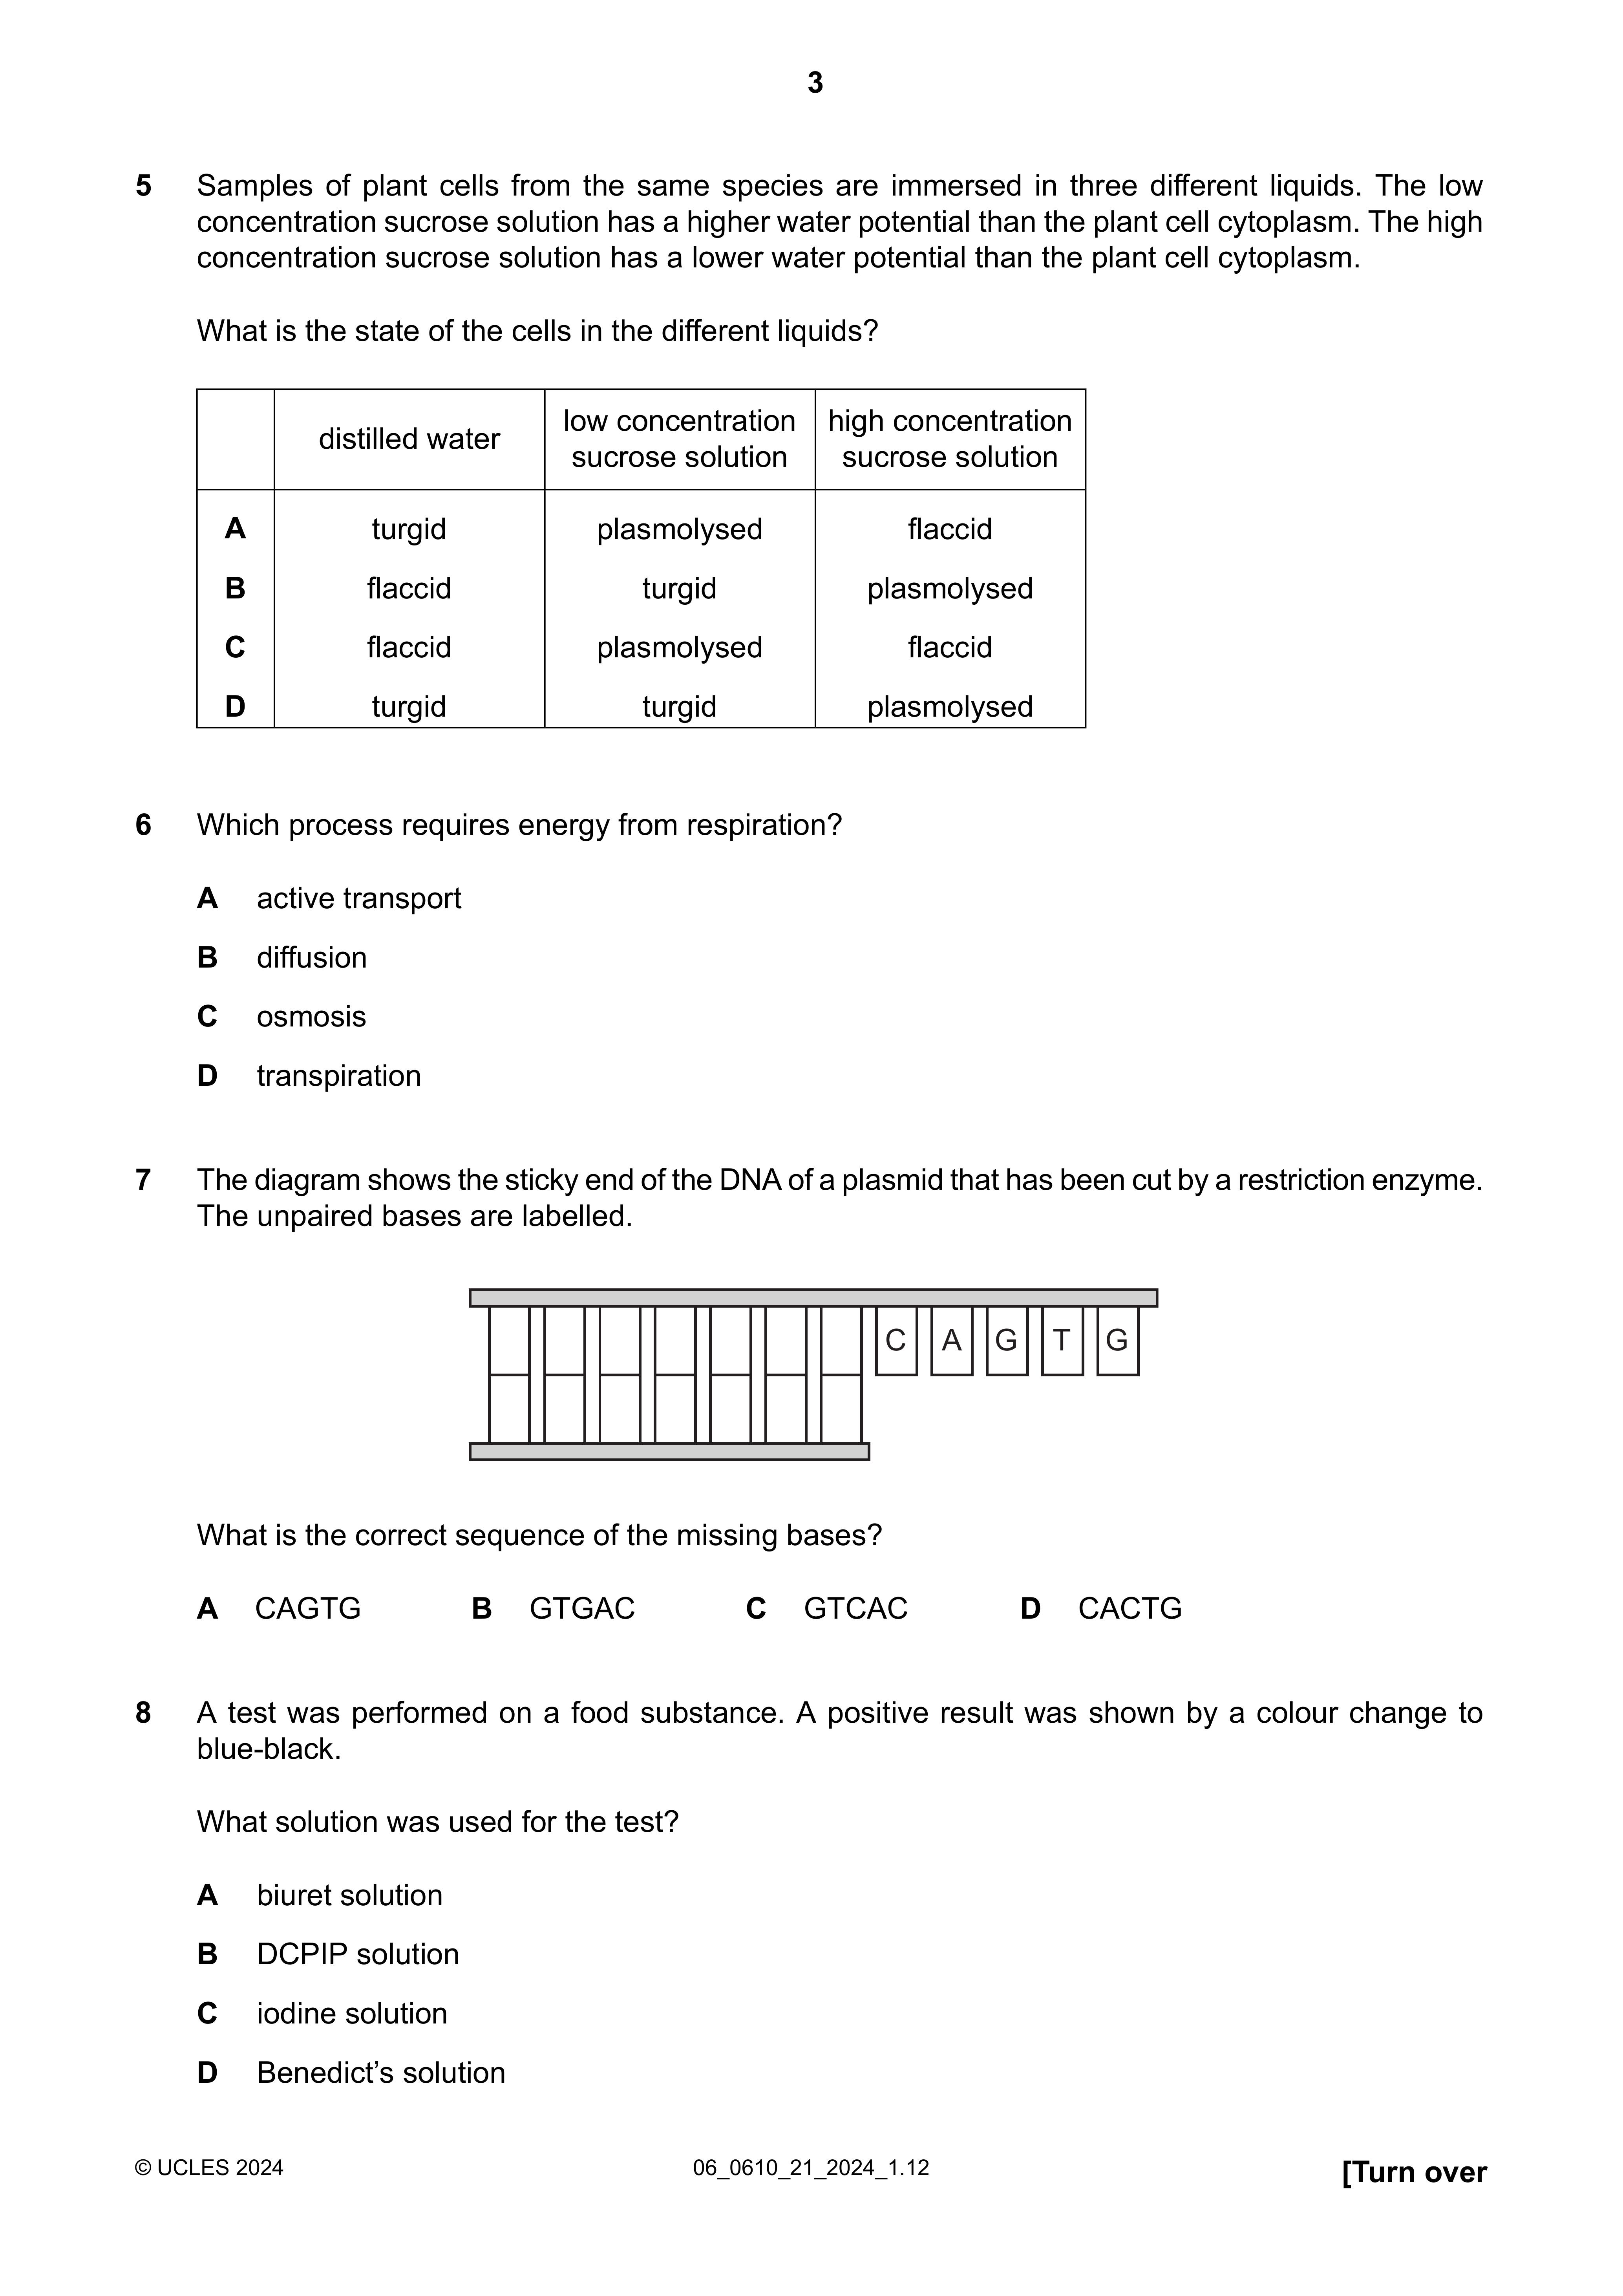 3
5 Samples of plant cells from the same species are immersed in three different liquids. The low
concentration sucrose solution has a higher water potential than the plant cell cytoplasm. The high
concentration sucrose solution has a lower water potential than the plant cell cytoplasm.
What is the state of the cells in the different liquids?
distilled water
low concentration
sucrose solution
high concentration
sucrose solution
A turgid plasmolysed flaccid
B flaccid turgid plasmolysed
C flaccid plasmolysed flaccid
D turgid turgid plasmolysed
6 Which process requires energy from respiration?
A active transport
B diffusion
C osmosis
D transpiration
7 The diagram shows the sticky end of the DNA of a plasmid that has been cut by a restriction enzyme.
The unpaired bases are labelled.
C A G T G
What is the correct sequence of the missing bases?
A CAGTG B GTGAC C GTCAC D CACTG
8 A test was performed on a food substance. A positive result was shown by a colour change to
blue-black.
What solution was used for the test?
A biuret solution
B DCPIP solution
C iodine solution
D Benedict’s solution
© UCLES 2024 06_0610_21_2024_1.12 [Turn over